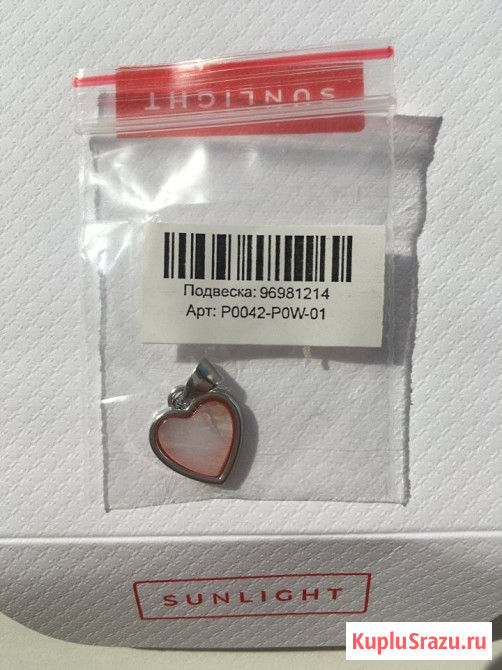 SUNLIGHT
Подвеска: 96981214
Арт: P0042-P0W-01
SUNLIGHT
KupluSrazu.ru